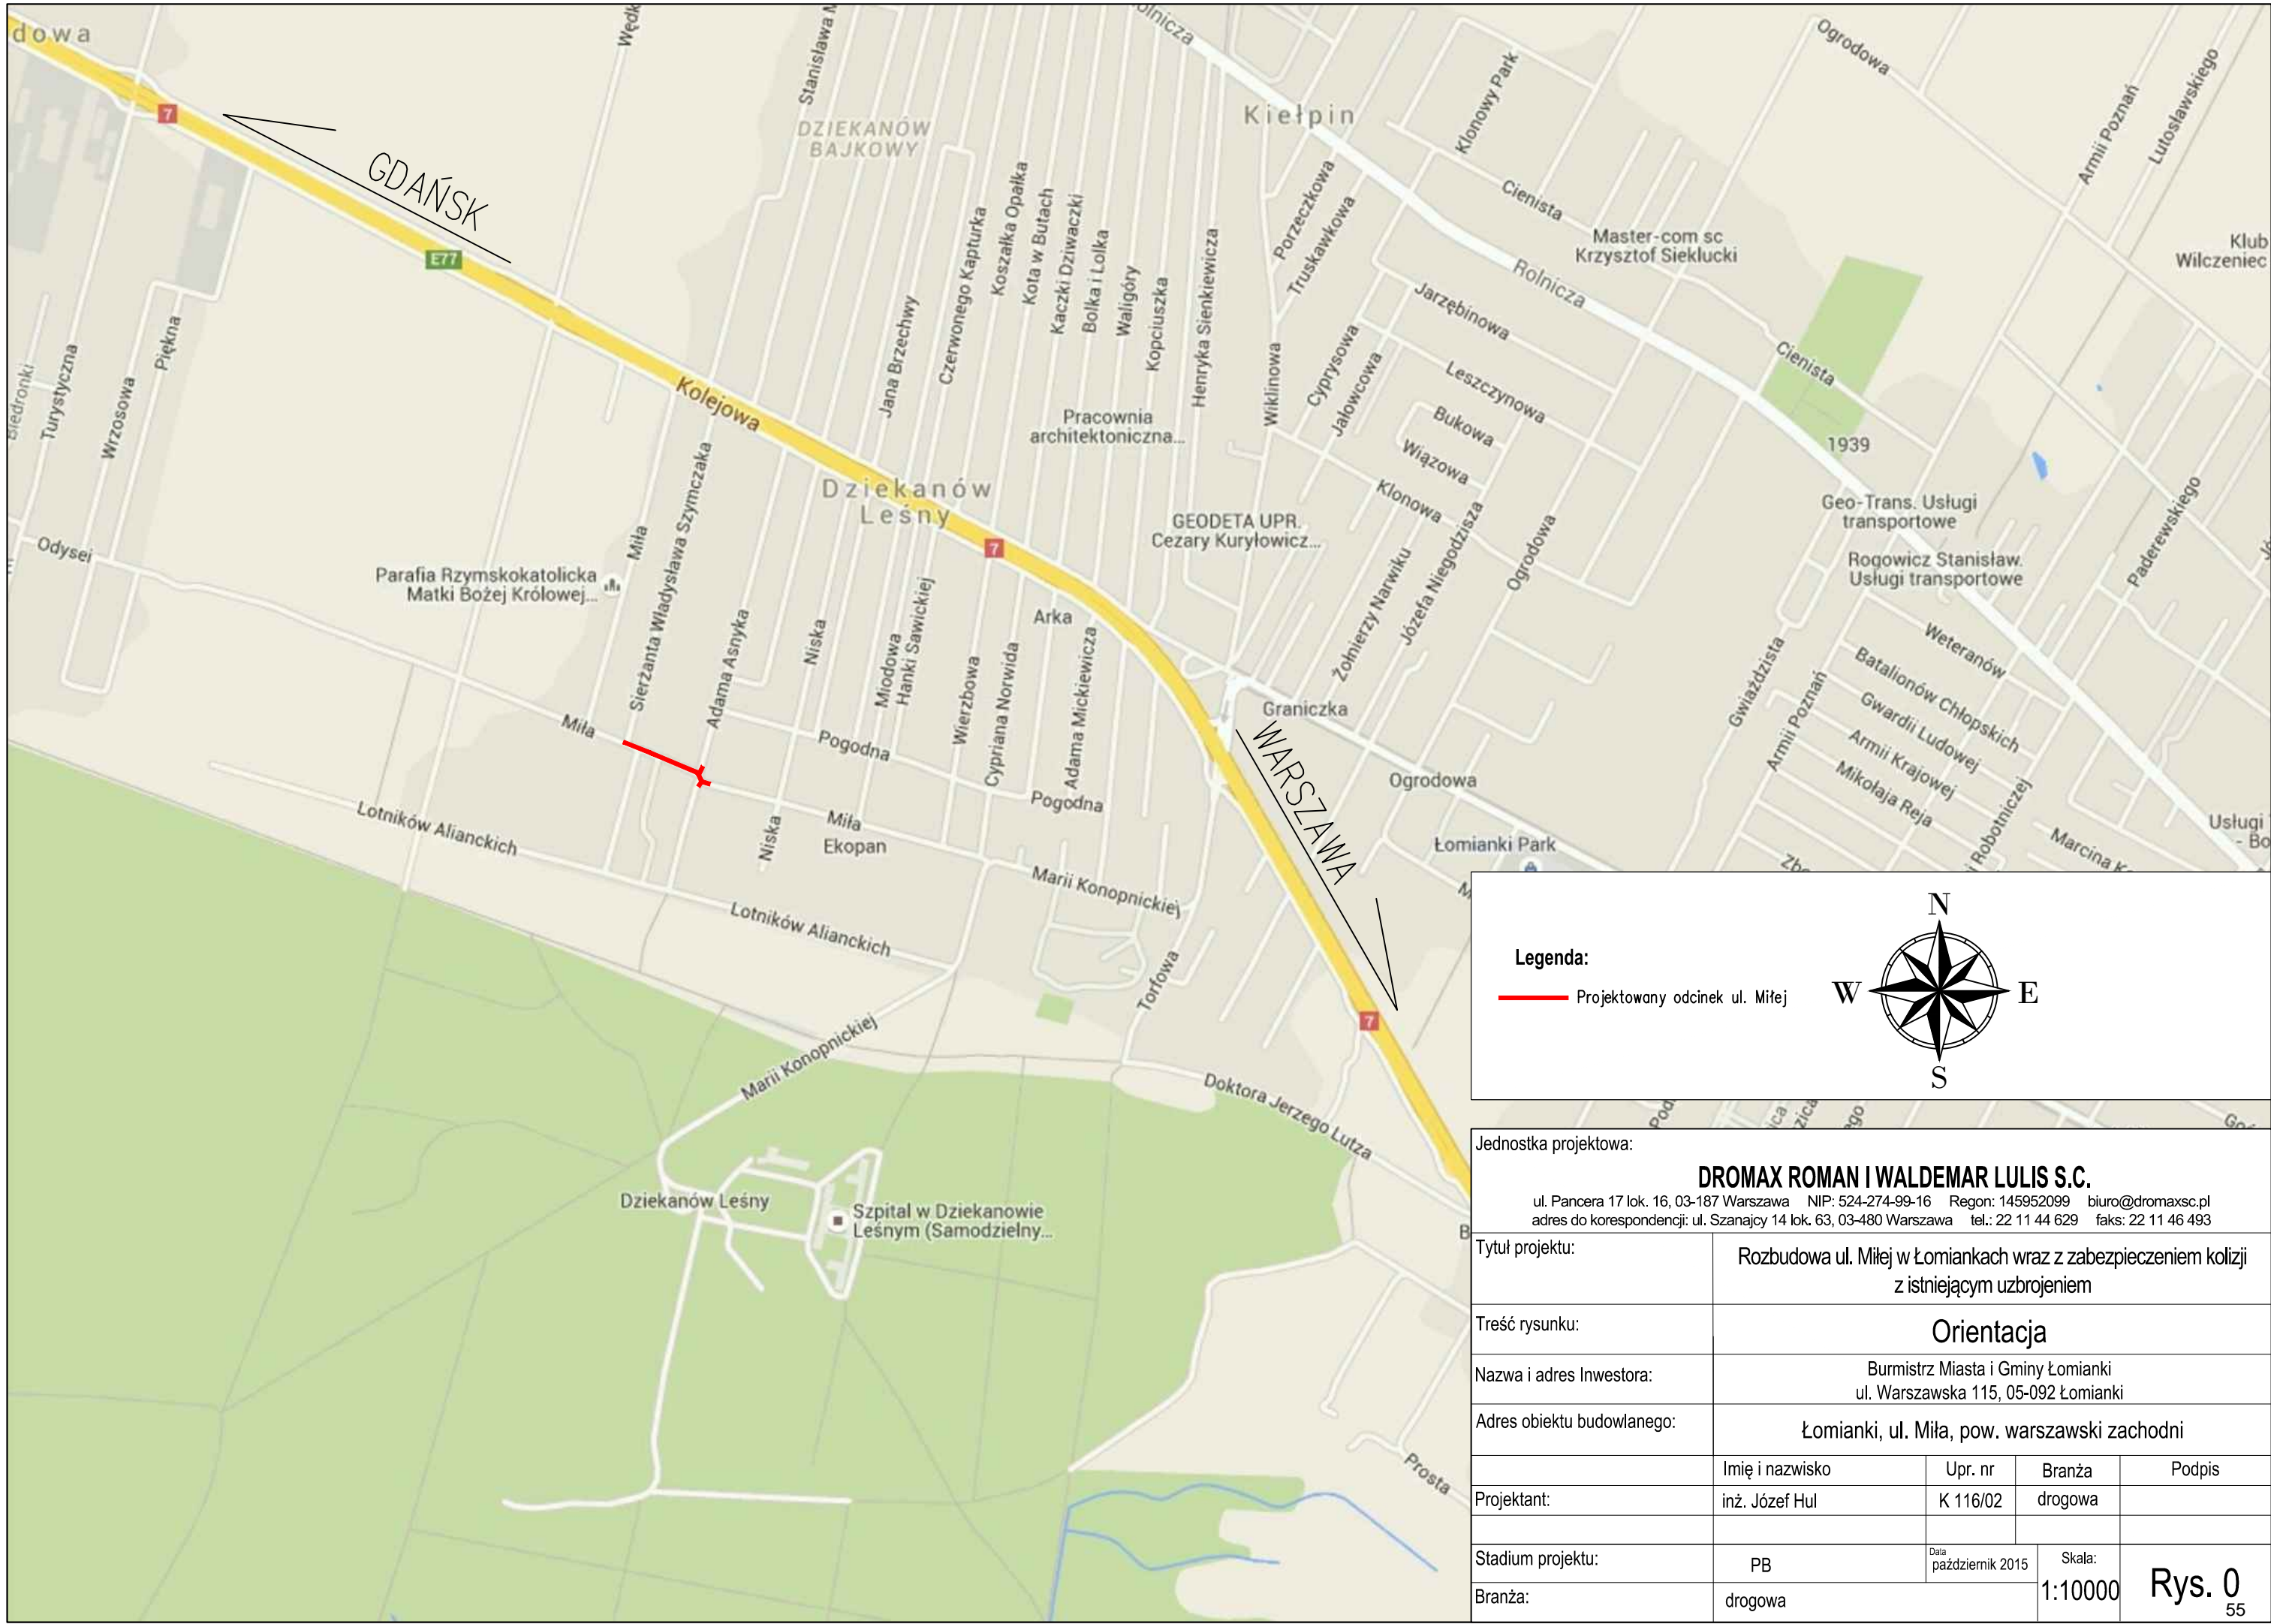 dowa
7
GDAŃSK
E77
Wędk
Stanisława M
olnicza
DZIEKANÓW
BAJKOWY
Kiełpin
Klonowy Park
Ogrodowa
Armii Poznań
Lutosławskiego
Klub
Wilczeniec
Cienista
Master-com sc
Krzysztof Sieklucki
Rolnicza
Porzeczkowa
Truskawkowa
Henryka Sienkiewicza
Kopciuszka
Waligóry
Bolka i Lolka
Kaczki Dziwaczki
Kota w Butach
Koszałka Opałka
Czerwonego Kapturka
Jana Brzechwy
Biedronki
Turystyczna
Wrzosowa
Piękna
Kolejowa
Wiklinowa
Cyprysowa
Jałowcowa
Jarzębinowa
Leszczynowa
Bukowa
Wiązowa
Klonowa
Cienista
1939
Pracownia
architektoniczna...
Dziekanów
Leśny
7
GEODETA UPR.
Cezary Kuryłowicz...
Żołnierzy Narwiku
Józefa Niegodzisza
Ogrodowa
Geo-Trans. Usługi
transportowe
Rogowicz Stanisław.
Usługi transportowe
Paderewskiego
Odysei
Parafia Rzymskokatolicka
Matki Bożej Królowej...
Miła
Sierżanta Władysława Szymczaka
Adama Asnyka
Niska
Miodowa
Hanki Sawickiej
Wierzbowa
Cypriana Norwida
Arka
Adama Mickiewicza
Graniczka
WARSZAWA
Gwiaździsta
Armii Poznań
Weteranów
Batalionów Chłopskich
Gwardii Ludowej
Armii Krajowej
Mikołaja Reja
i Robotniczej
Marcina K
Usługi
- Bo
Miła
Pogodna
Pogodna
Ogrodowa
Łomianki Park
Lotników Alianckich
Niska
Miła
Ekopan
Marii Konopnickiej
Lotników Alianckich
Torfowa
7
Marii Konopnickiej
Doktora Jerzego Lutza
Dziekanów Leśny
Szpital w Dziekanowie
Leśnym (Samodzielny...
Prosta
Legenda:
Projektowany odcinek ul. Miłej
N
W
E
S
Jednostka projektowa:
DROMAX ROMAN I WALDEMAR LULIS S.C.
ul. Pancera 17 lok. 16, 03-187 Warszawa NIP: 524-274-99-16 Regon: 145952099 biuro@dromaxsc.pl
adres do korespondencji: ul. Szanajcy 14 lok. 63, 03-480 Warszawa tel.: 22 11 44 629 faks: 22 11 46 493
Tytuł projektu:
Rozbudowa ul. Miłej w Łomiankach wraz z zabezpieczeniem kolizji
z istniejącym uzbrojeniem
Treść rysunku:
Orientacja
Nazwa i adres Inwestora:
Burmistrz Miasta i Gminy Łomianki
ul. Warszawska 115, 05-092 Łomianki
Adres obiektu budowlanego:
Łomianki, ul. Miła, pow. warszawski zachodni
Imię i nazwisko Upr. nr Branża Podpis
Projektant: inż. Józef Hul K 116/02 drogowa
Stadium projektu: PB
Data
październik 2015
Skala:
1:10000
Rys. 0
55
Branża: drogowa